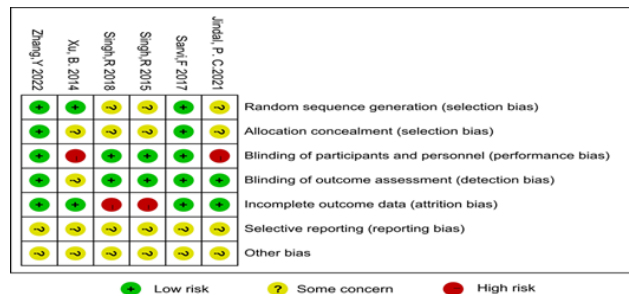 Zhang,Y 2022
Xu, B. 2014
Singh,R 2018
Singh,R 2015
Sarvi,F 2017
Jindal, P. C.2021
+ + ? ? + ? Random sequence generation (selection bias)
+ ? ? ? + ? Allocation concealment (selection bias)
+ - + + + - Blinding of participants and personnel (performance bias)
+ ? + + + + Blinding of outcome assessment (detection bias)
+ + - - + + Incomplete outcome data (attrition bias)
? ? ? ? ? ? Selective reporting (reporting bias)
? ? ? ? ? ? Other bias
+ Low risk ? Some concern - High risk